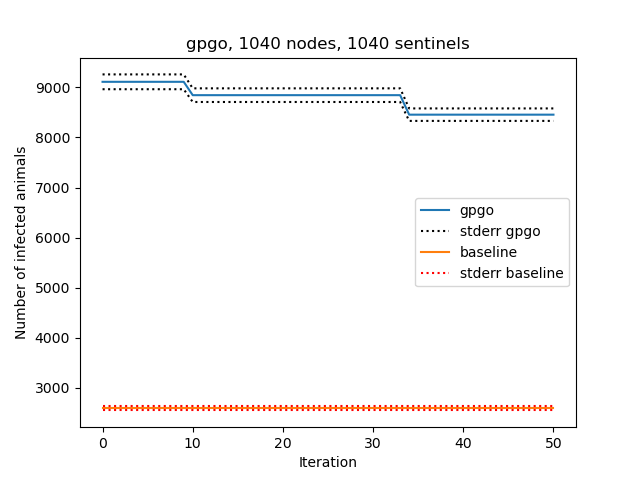 gpgo, 1040 nodes, 1040 sentinels
Number of infected animals
9000
8000
7000
6000
5000
4000
3000
gpgo
stderr gpgo
baseline
stderr baseline
0 10 20 30 40 50
Iteration